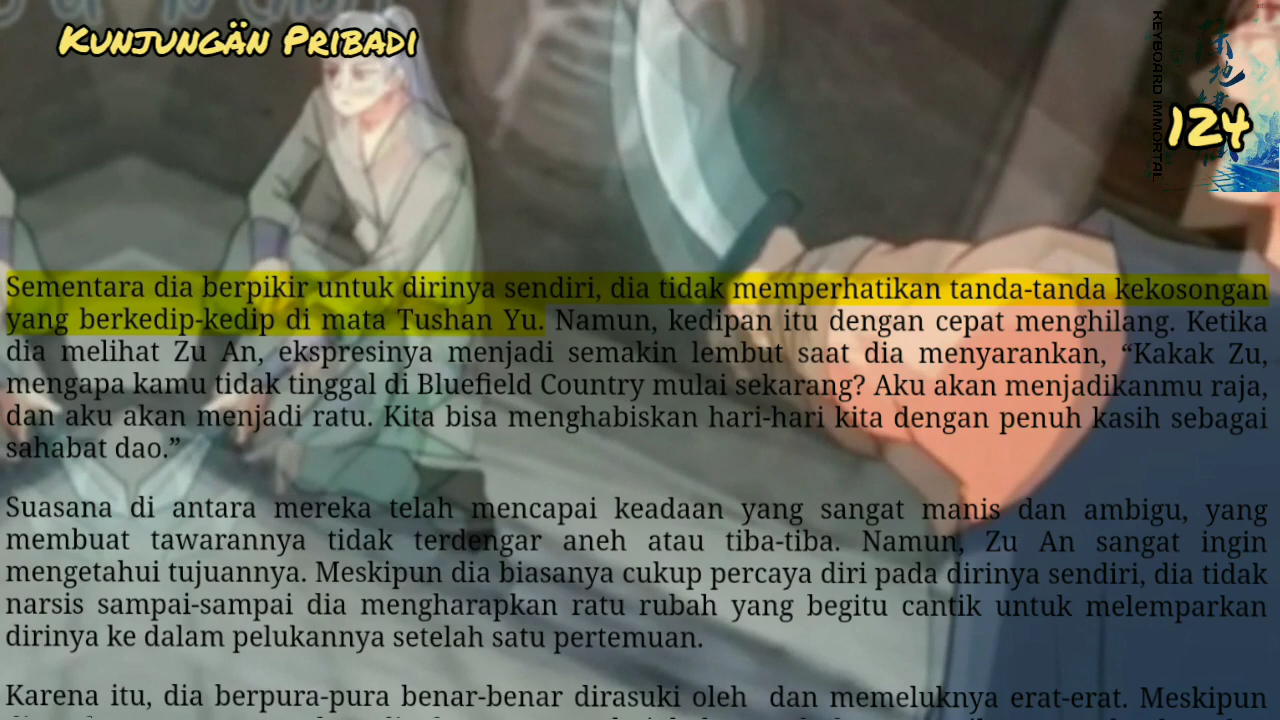 Kunjungän Pribadi
KEYBOARD IMMORTAL
124
Sementara dia berpikir untuk dirinya sendiri, dia tidak memperhatikan tanda-tanda kekosongan
yang berkedip-kedip di mata Tushan Yu. Namun, kedipan itu dengan cepat menghilang. Ketika
dia melihat Zu An, ekspresinya menjadi semakin lembut saat dia menyarankan, “Kakak Zu,
mengapa kamu tidak tinggal di Bluefield Country mulai sekarang? Aku akan menjadikanmu raja,
dan aku akan menjadi ratu. Kita bisa menghabiskan hari-hari kita dengan penuh kasih sebagai
sahabat dao.”
Suasana di antara mereka telah mencapai keadaan yang sangat manis dan ambigu, yang
membuat tawarannya tidak terdengar aneh atau tiba-tiba. Namun, Zu An sangat ingin
mengetahui tujuannya. Meskipun dia biasanya cukup percaya diri pada dirinya sendiri, dia tidak
narsis sampai-sampai dia mengharapkan ratu rubah yang begitu cantik untuk melemparkan
dirinya ke dalam pelukannya setelah satu pertemuan.
Karena itu, dia berpura-pura benar-benar dirasuki oleh dan memeluknya erat-erat. Meskipun